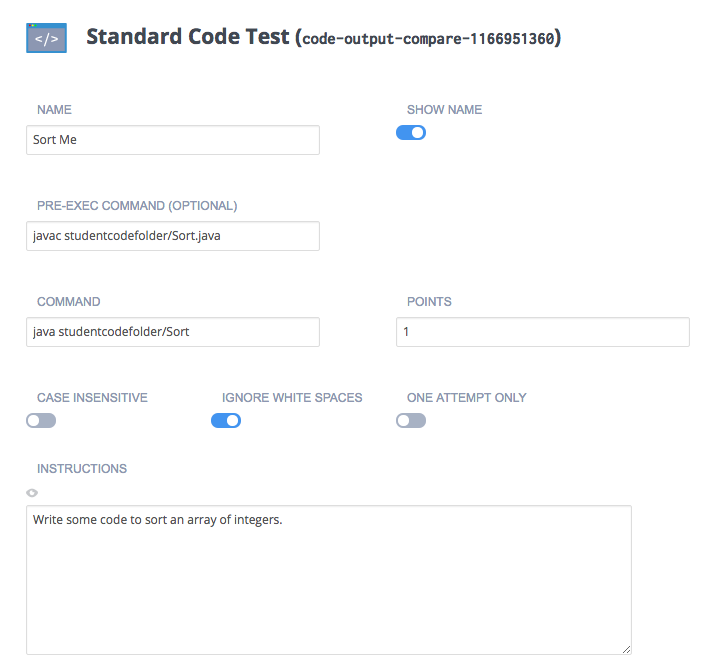 </> Standard Code Test (code-output-compare-1166951360)
NAME SHOW NAME
Sort Me
PRE-EXEC COMMAND (OPTIONAL)
javac studentcodefolder/Sort.java
COMMAND POINTS
java studentcodefolder/Sort 1
CASE INSENSITIVE IGNORE WHITE SPACES ONE ATTEMPT ONLY
INSTRUCTIONS
Write some code to sort an array of integers.